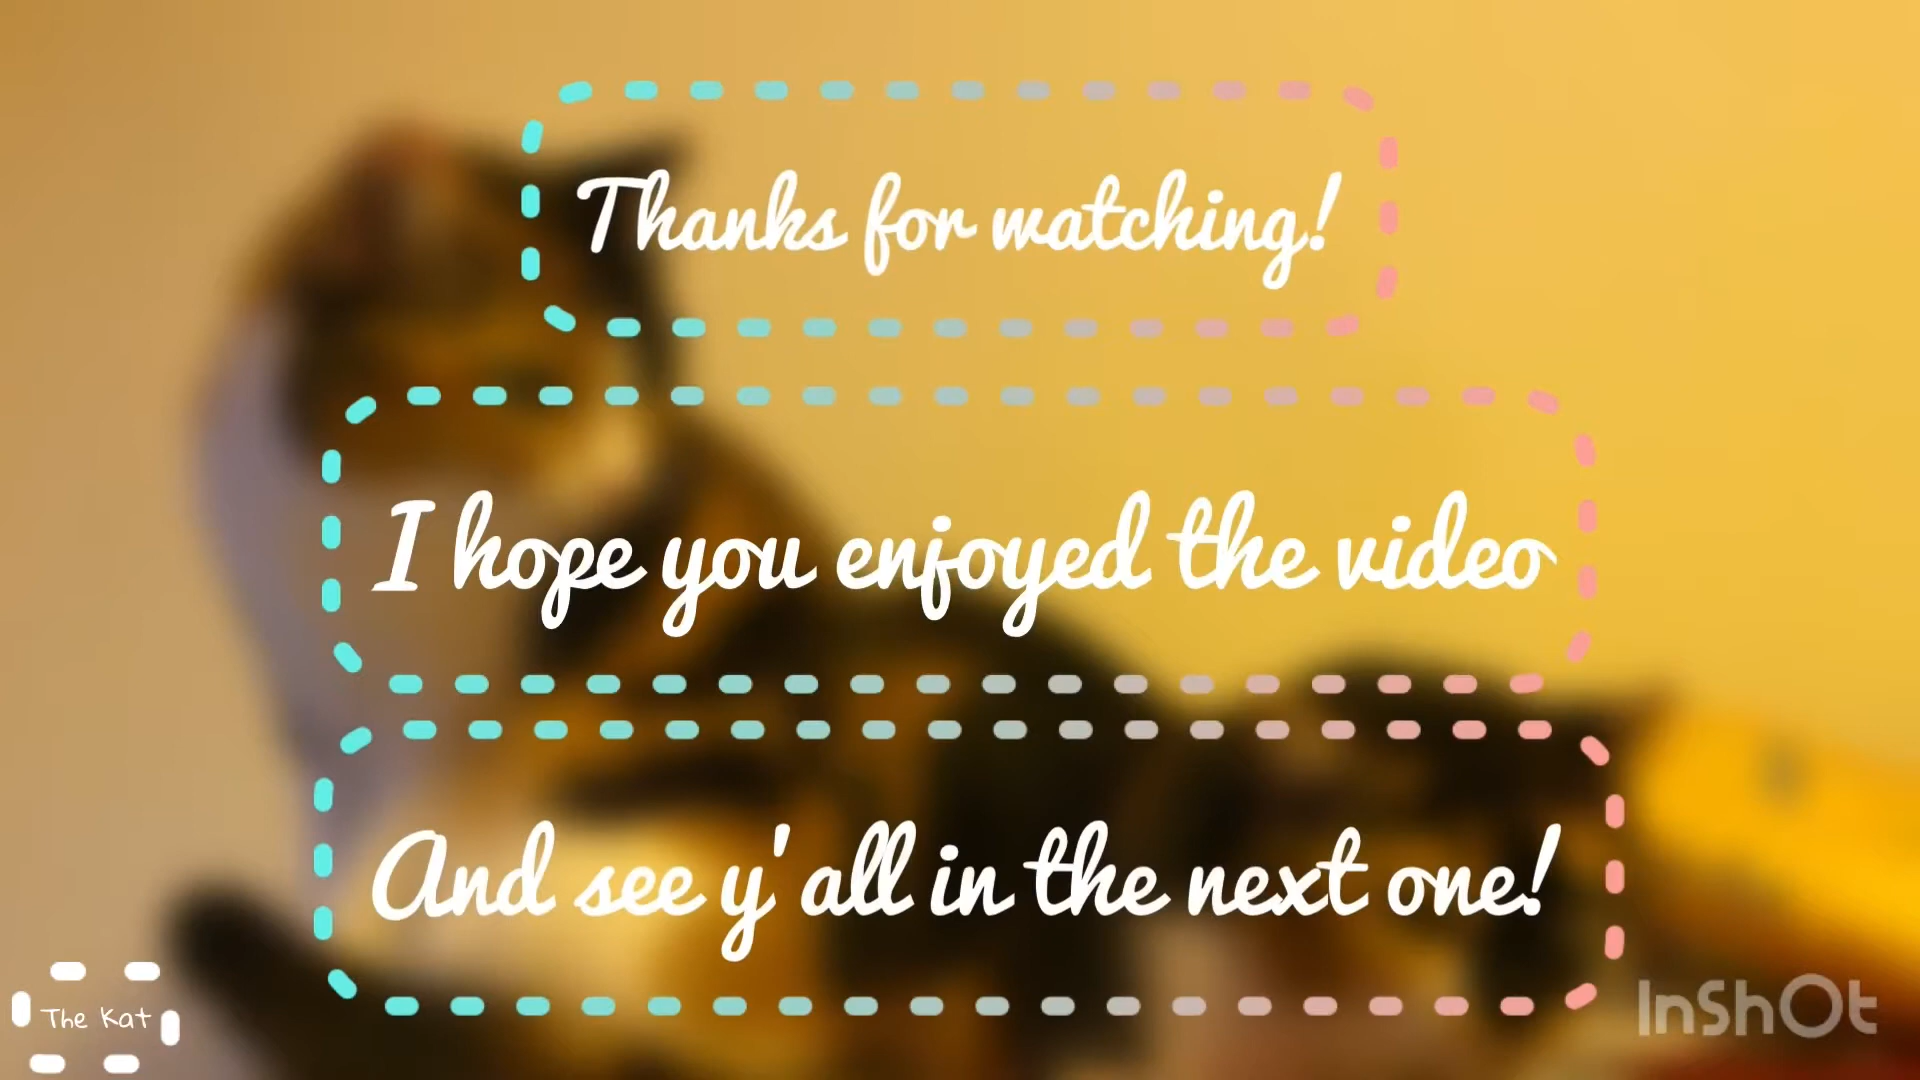 Thanks for watching!
I hope you enjoyed the video
And see y'all in the next one!
The Kat
InShOt